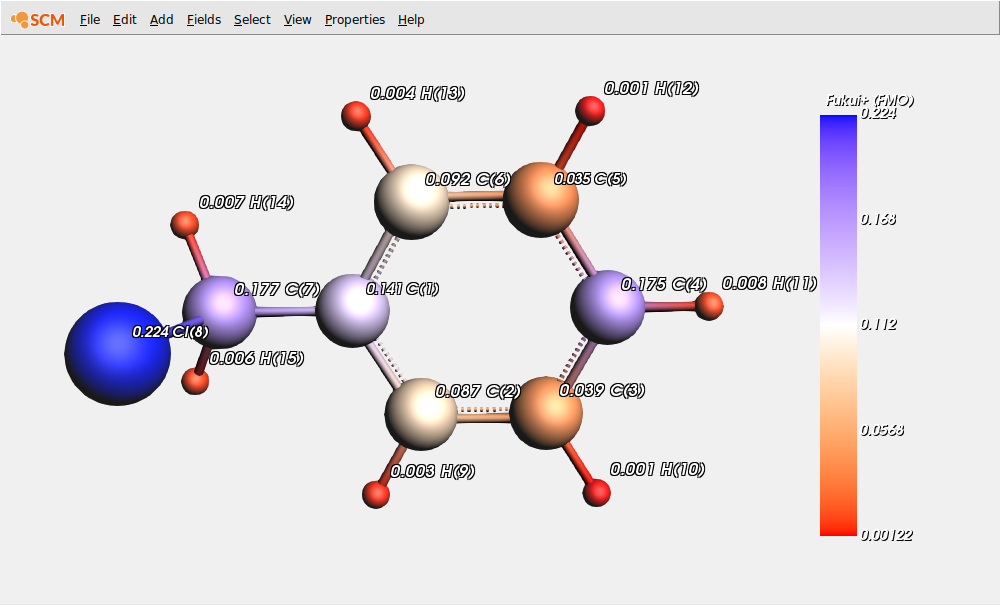 SCM File Edit Add Fields Select View Properties Help
0.004 H(13)
0.001 H(12)
Fukui+ (FMO)
0.224
0.092 C(6)
0.035 C(5)
0.007 H(14)
0.168
0.177 C(7)
0.141 C(1)
0.175 C(4)
0.008 H(11)
0.224 Cl(8)
0.112
0.006 H(15)
0.087 C(2)
0.039 C(3)
0.0568
0.003 H(9)
0.001 H(10)
0.00122